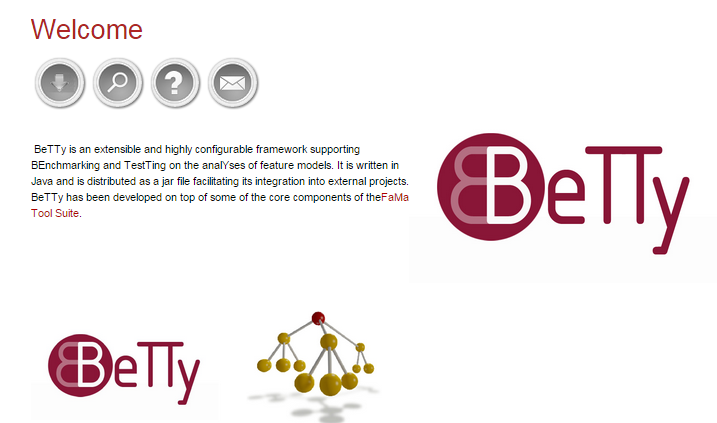 Welcome
?
BeTTy is an extensible and highly configurable framework supporting
BEnchmarking and TestTing on the analYses of feature models. It is written in
Java and is distributed as a jar file facilitating its integration into external projects.
BeTTy has been developed on top of some of the core components of theFaMa
Tool Suite.
BeTTy
BeTTy